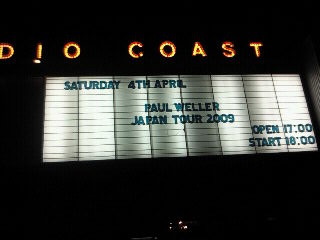 DIO COAST
SATURDAY 4TH APRIL
PAUL WELLER
JAPAN TOUR 2009
OPEN 17:00
START 18:00